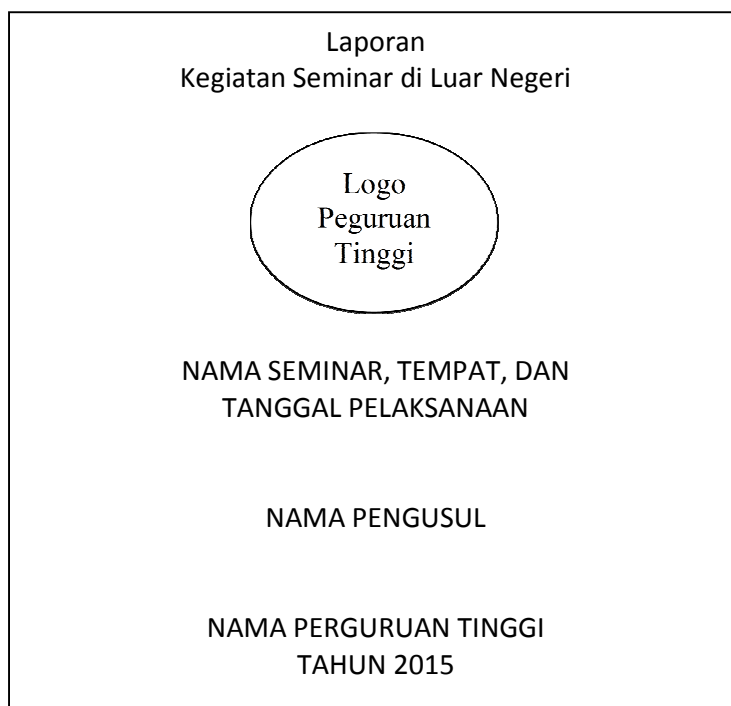 Laporan
Kegiatan Seminar di Luar Negeri
Logo
Peguruan
Tinggi
NAMA SEMINAR, TEMPAT, DAN
TANGGAL PELAKSANAAN
NAMA PENGUSUL
NAMA PERGURUAN TINGGI
TAHUN 2015